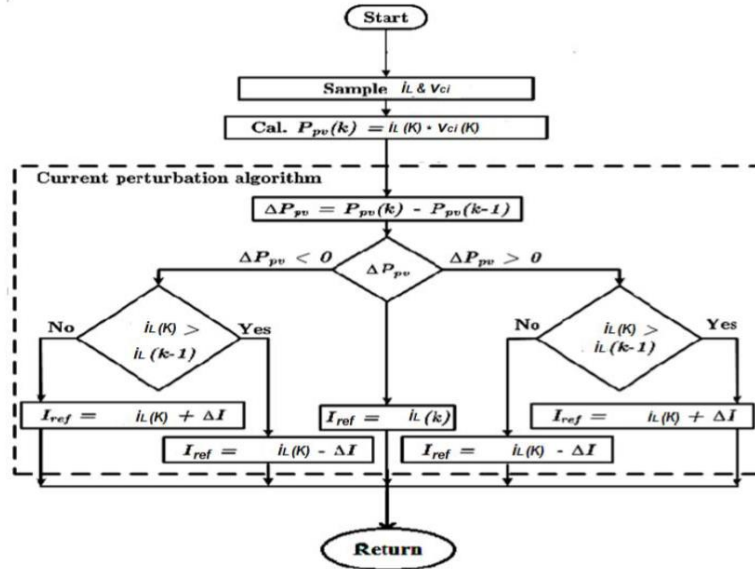 Start
Sample iL & vci
Cal. Ppv(k) = iL(K) • vci(K)
Current perturbation algorithm
ΔPpv = Ppv(k) - Ppv(k-1)
ΔPpv < 0
ΔPpv
ΔPpv > 0
No
iL(K) >
iL(k-1)
Yes
No
iL(K) >
iL(k-1)
Yes
Iref = iL(K) + ΔI
Iref = iL(k)
Iref = iL(K) + ΔI
Iref = iL(K) - ΔI
Iref = iL(K) - ΔI
Return